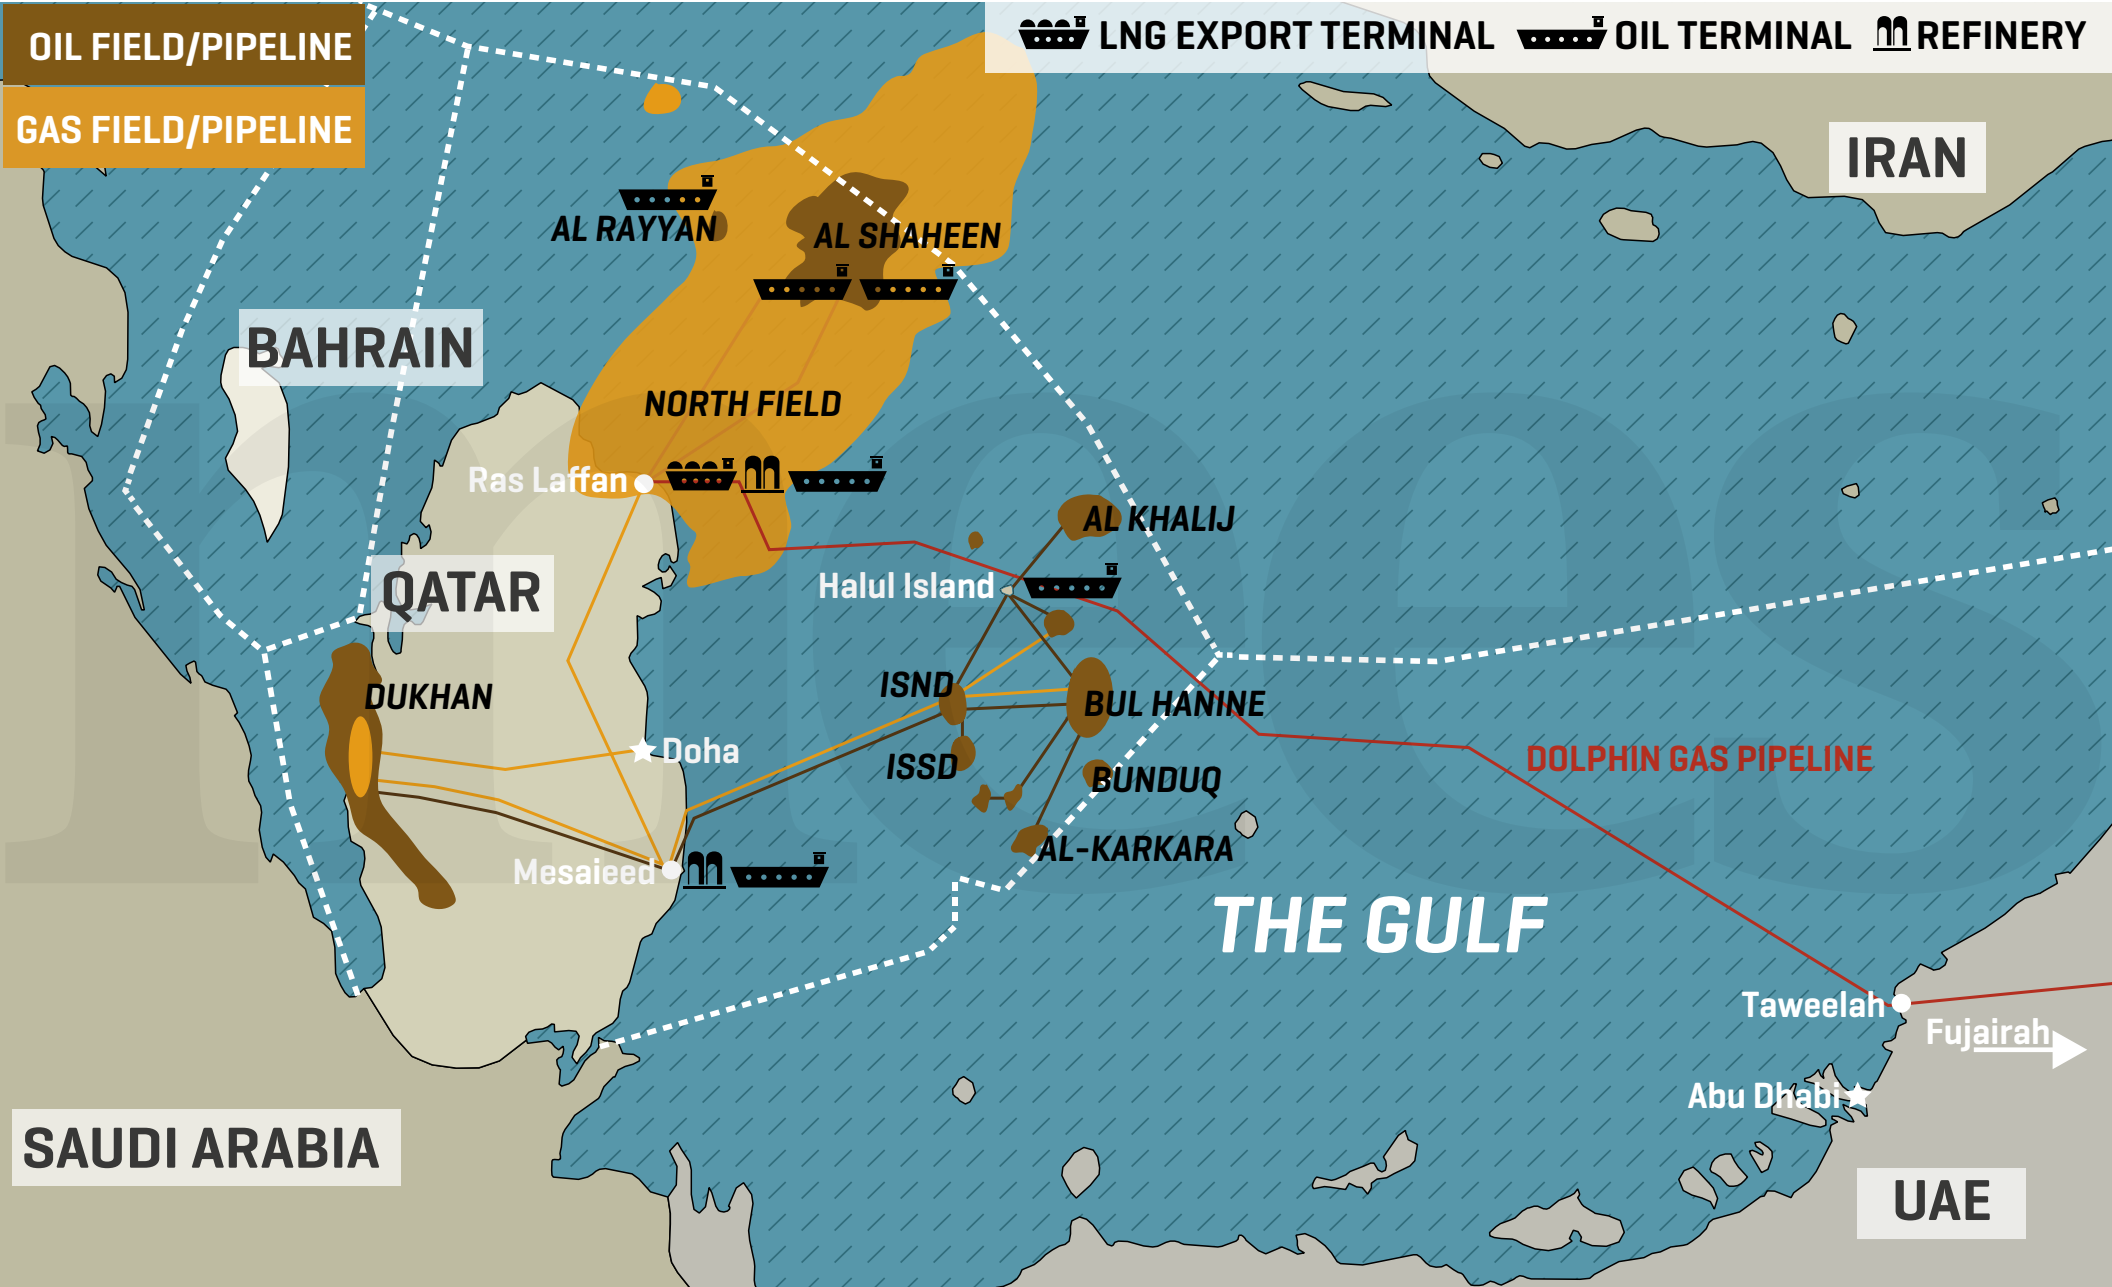 OIL FIELD/PIPELINE
GAS FIELD/PIPELINE
LNG EXPORT TERMINAL
OIL TERMINAL
REFINERY
IRAN
AL RAYYAN
AL SHAHEEN
BAHRAIN
NORTH FIELD
Ras Laffan
AL KHALIJ
QATAR
Halul Island
DUKHAN
ISND
BUL HANINE
Doha
ISSD
BUNDUQ
DOLPHIN GAS PIPELINE
AL-KARKARA
Mesaieed
THE GULF
Taweelah
Fujairah
Abu Dhabi
SAUDI ARABIA
UAE
mees